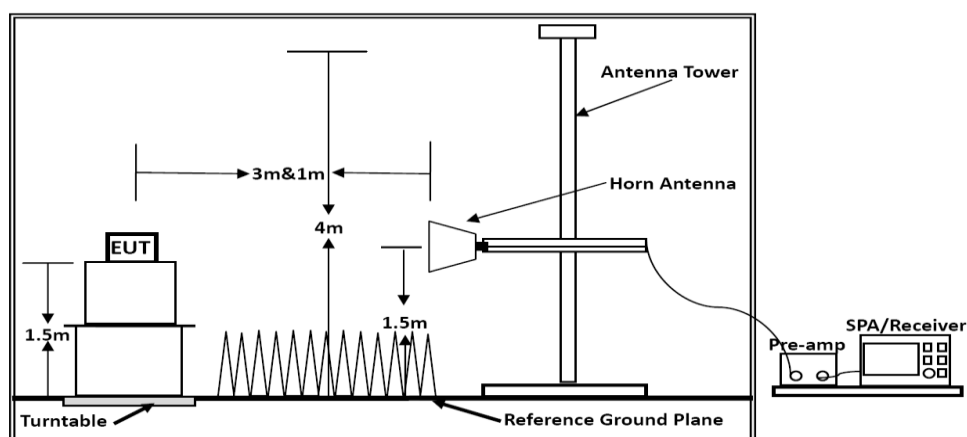 Antenna Tower
3m&1m
Horn Antenna
4m
EUT
1.5m
1.5m
SPA/Receiver
Pre-amp
Turntable
Reference Ground Plane